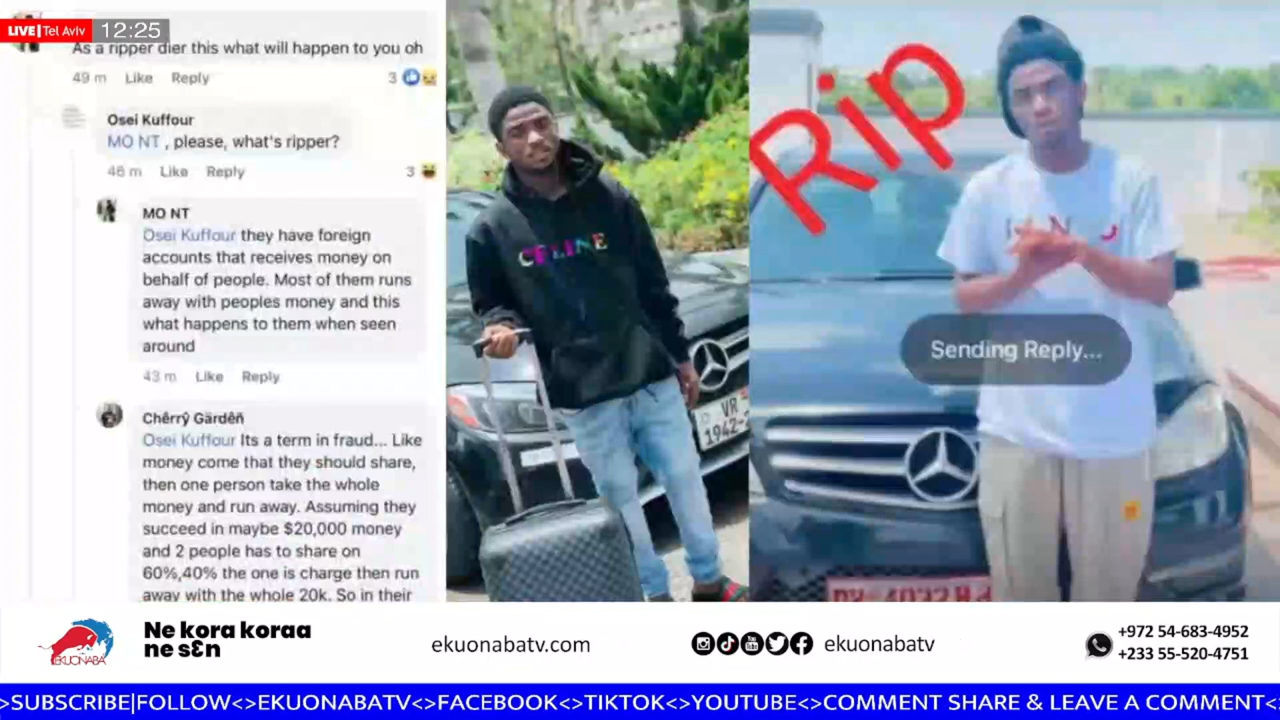 LIVE | Tel Aviv 12:25
As a ripper dier this what will happen to you oh
49 m Like Reply 3
Osei Kuffour
MO NT , please, what's ripper?
46 m Like Reply 3
MO NT
Osei Kuffour they have foreign
accounts that receives money on
behalf of people. Most of them runs
away with peoples money and this
what happens to them when seen
around
43 m Like Reply
Chêrrŷ Gärdêñ
Osei Kuffour Its a term in fraud... Like
money come that they should share,
then one person take the whole
money and run away. Assuming they
succeed in maybe $20,000 money
and 2 people has to share on
60%,40% the one is charge then run
away with the whole 20k. So in their
CELINE
VR
1942-2
Rip
Sending Reply...
EKUONABA
Ne kora koraa
ne sɛn
ekuonabatv.com
ekuonabatv
+972 54-683-4952
+233 55-520-4751
>SUBSCRIBE|FOLLOW<>EKUONABATV<>FACEBOOK<>TIKTOK<>YOUTUBE<>COMMENT SHARE & LEAVE A COMMENT<